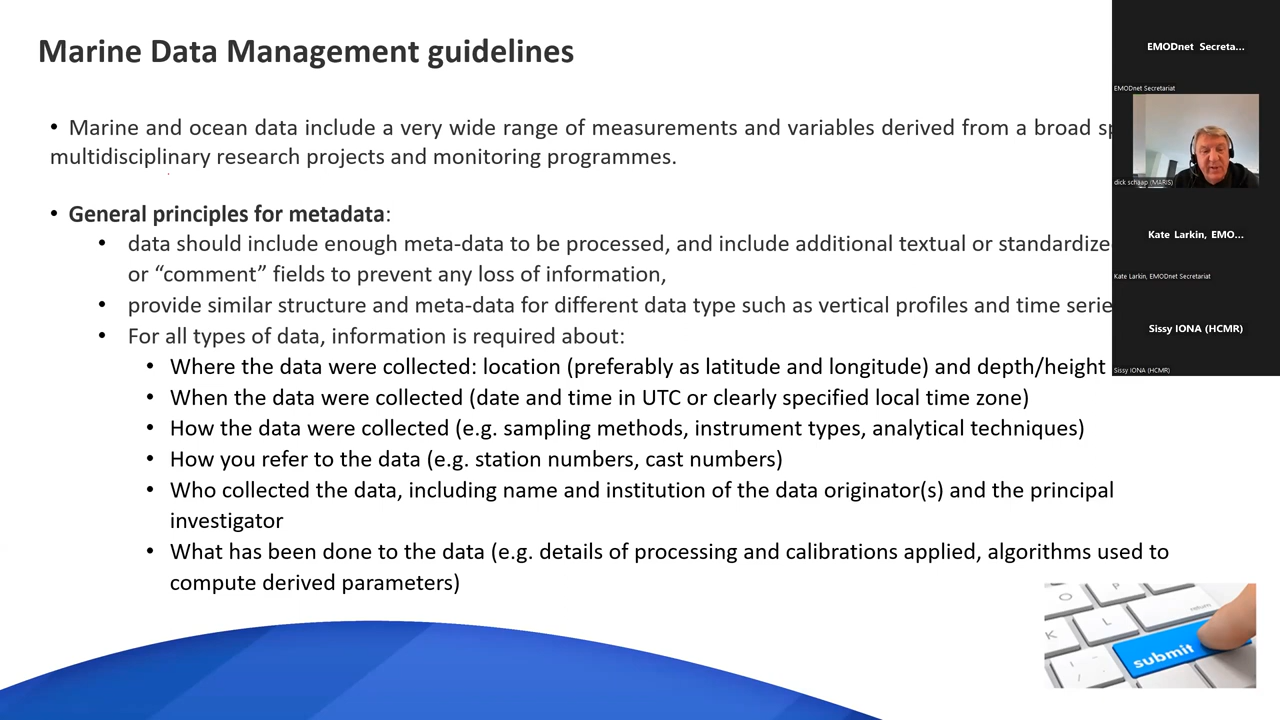 Marine Data Management guidelines
• Marine and ocean data include a very wide range of measurements and variables derived from a broad
multidisciplinary research projects and monitoring programmes.
• General principles for metadata:
• data should include enough meta-data to be processed, and include additional textual or
or “comment” fields to prevent any loss of information,
• provide similar structure and meta-data for different data type such as vertical profiles and time
• For all types of data, information is required about:
• Where the data were collected: location (preferably as latitude and longitude) and depth/height
• When the data were collected (date and time in UTC or clearly specified local time zone)
• How the data were collected (e.g. sampling methods, instrument types, analytical techniques)
• How you refer to the data (e.g. station numbers, cast numbers)
• Who collected the data, including name and institution of the data originator(s) and the principal
investigator
• What has been done to the data (e.g. details of processing and calibrations applied, algorithms used to
compute derived parameters)
EMODnet Secreta...
EMODnet Secretariat
dick schaap (MARIS)
Kate Larkin, EMO...
Kate Larkin, EMODnet Secretariat
Sissy IONA (HCMR)
Sissy IONA (HCMR)
O
P
return
K
L
submit